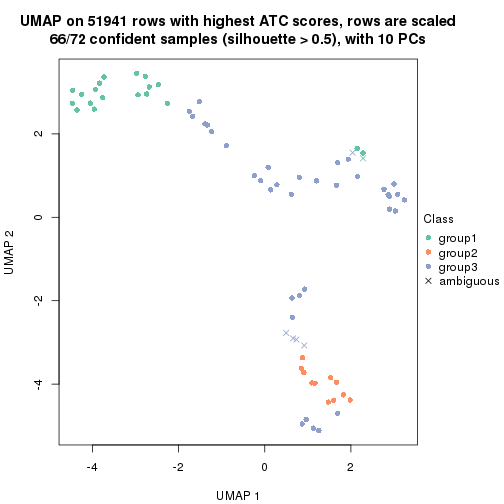 UMAP on 51941 rows with highest ATC scores, rows are scaled
66/72 confident samples (silhouette > 0.5), with 10 PCs
2
0
-2
-4
UMAP 2
-4
-2
0
2
UMAP 1
Class
group1
group2
group3
ambiguous